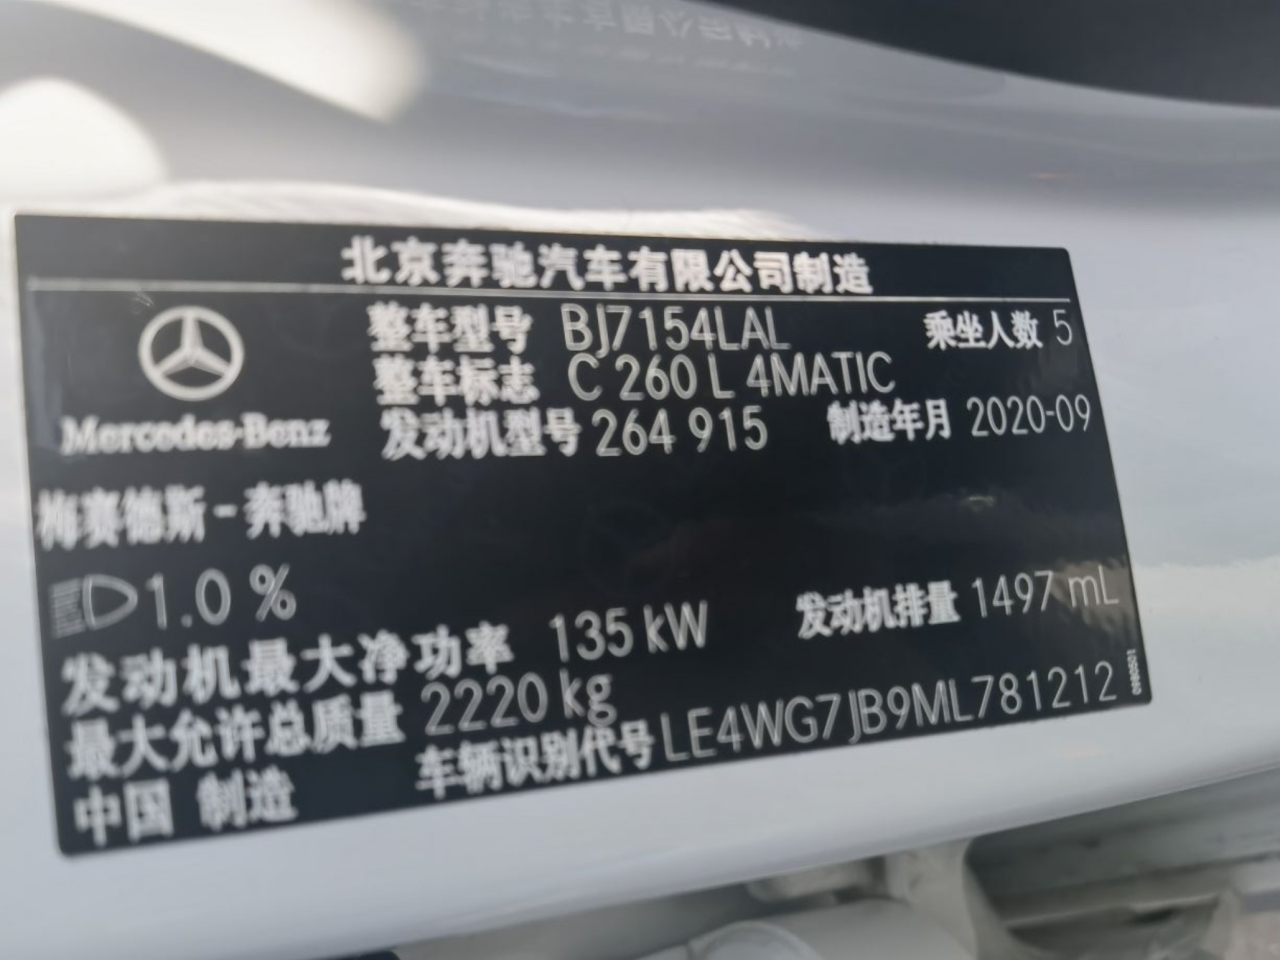 北京奔驰汽车有限公司制造
整车型号 BJ7154LAL 乘坐人数 5
整车标志 C 260 L 4MATIC
发动机型号 264 915 制造年月 2020-09
Mercedes-Benz
梅赛德斯-奔驰牌
1.0 %
发动机最大净功率 135 kW 发动机排量 1497 mL
最大允许总质量 2220 kg
中国 制造 车辆识别代号 LE4WG7JB9ML781212